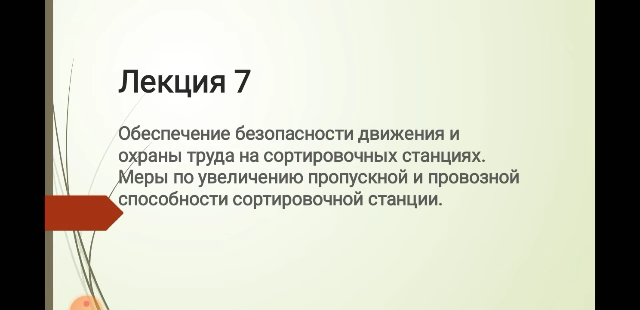 Лекция 7
Обеспечение безопасности движения и
охраны труда на сортировочных станциях.
Меры по увеличению пропускной и провозной
способности сортировочной станции.